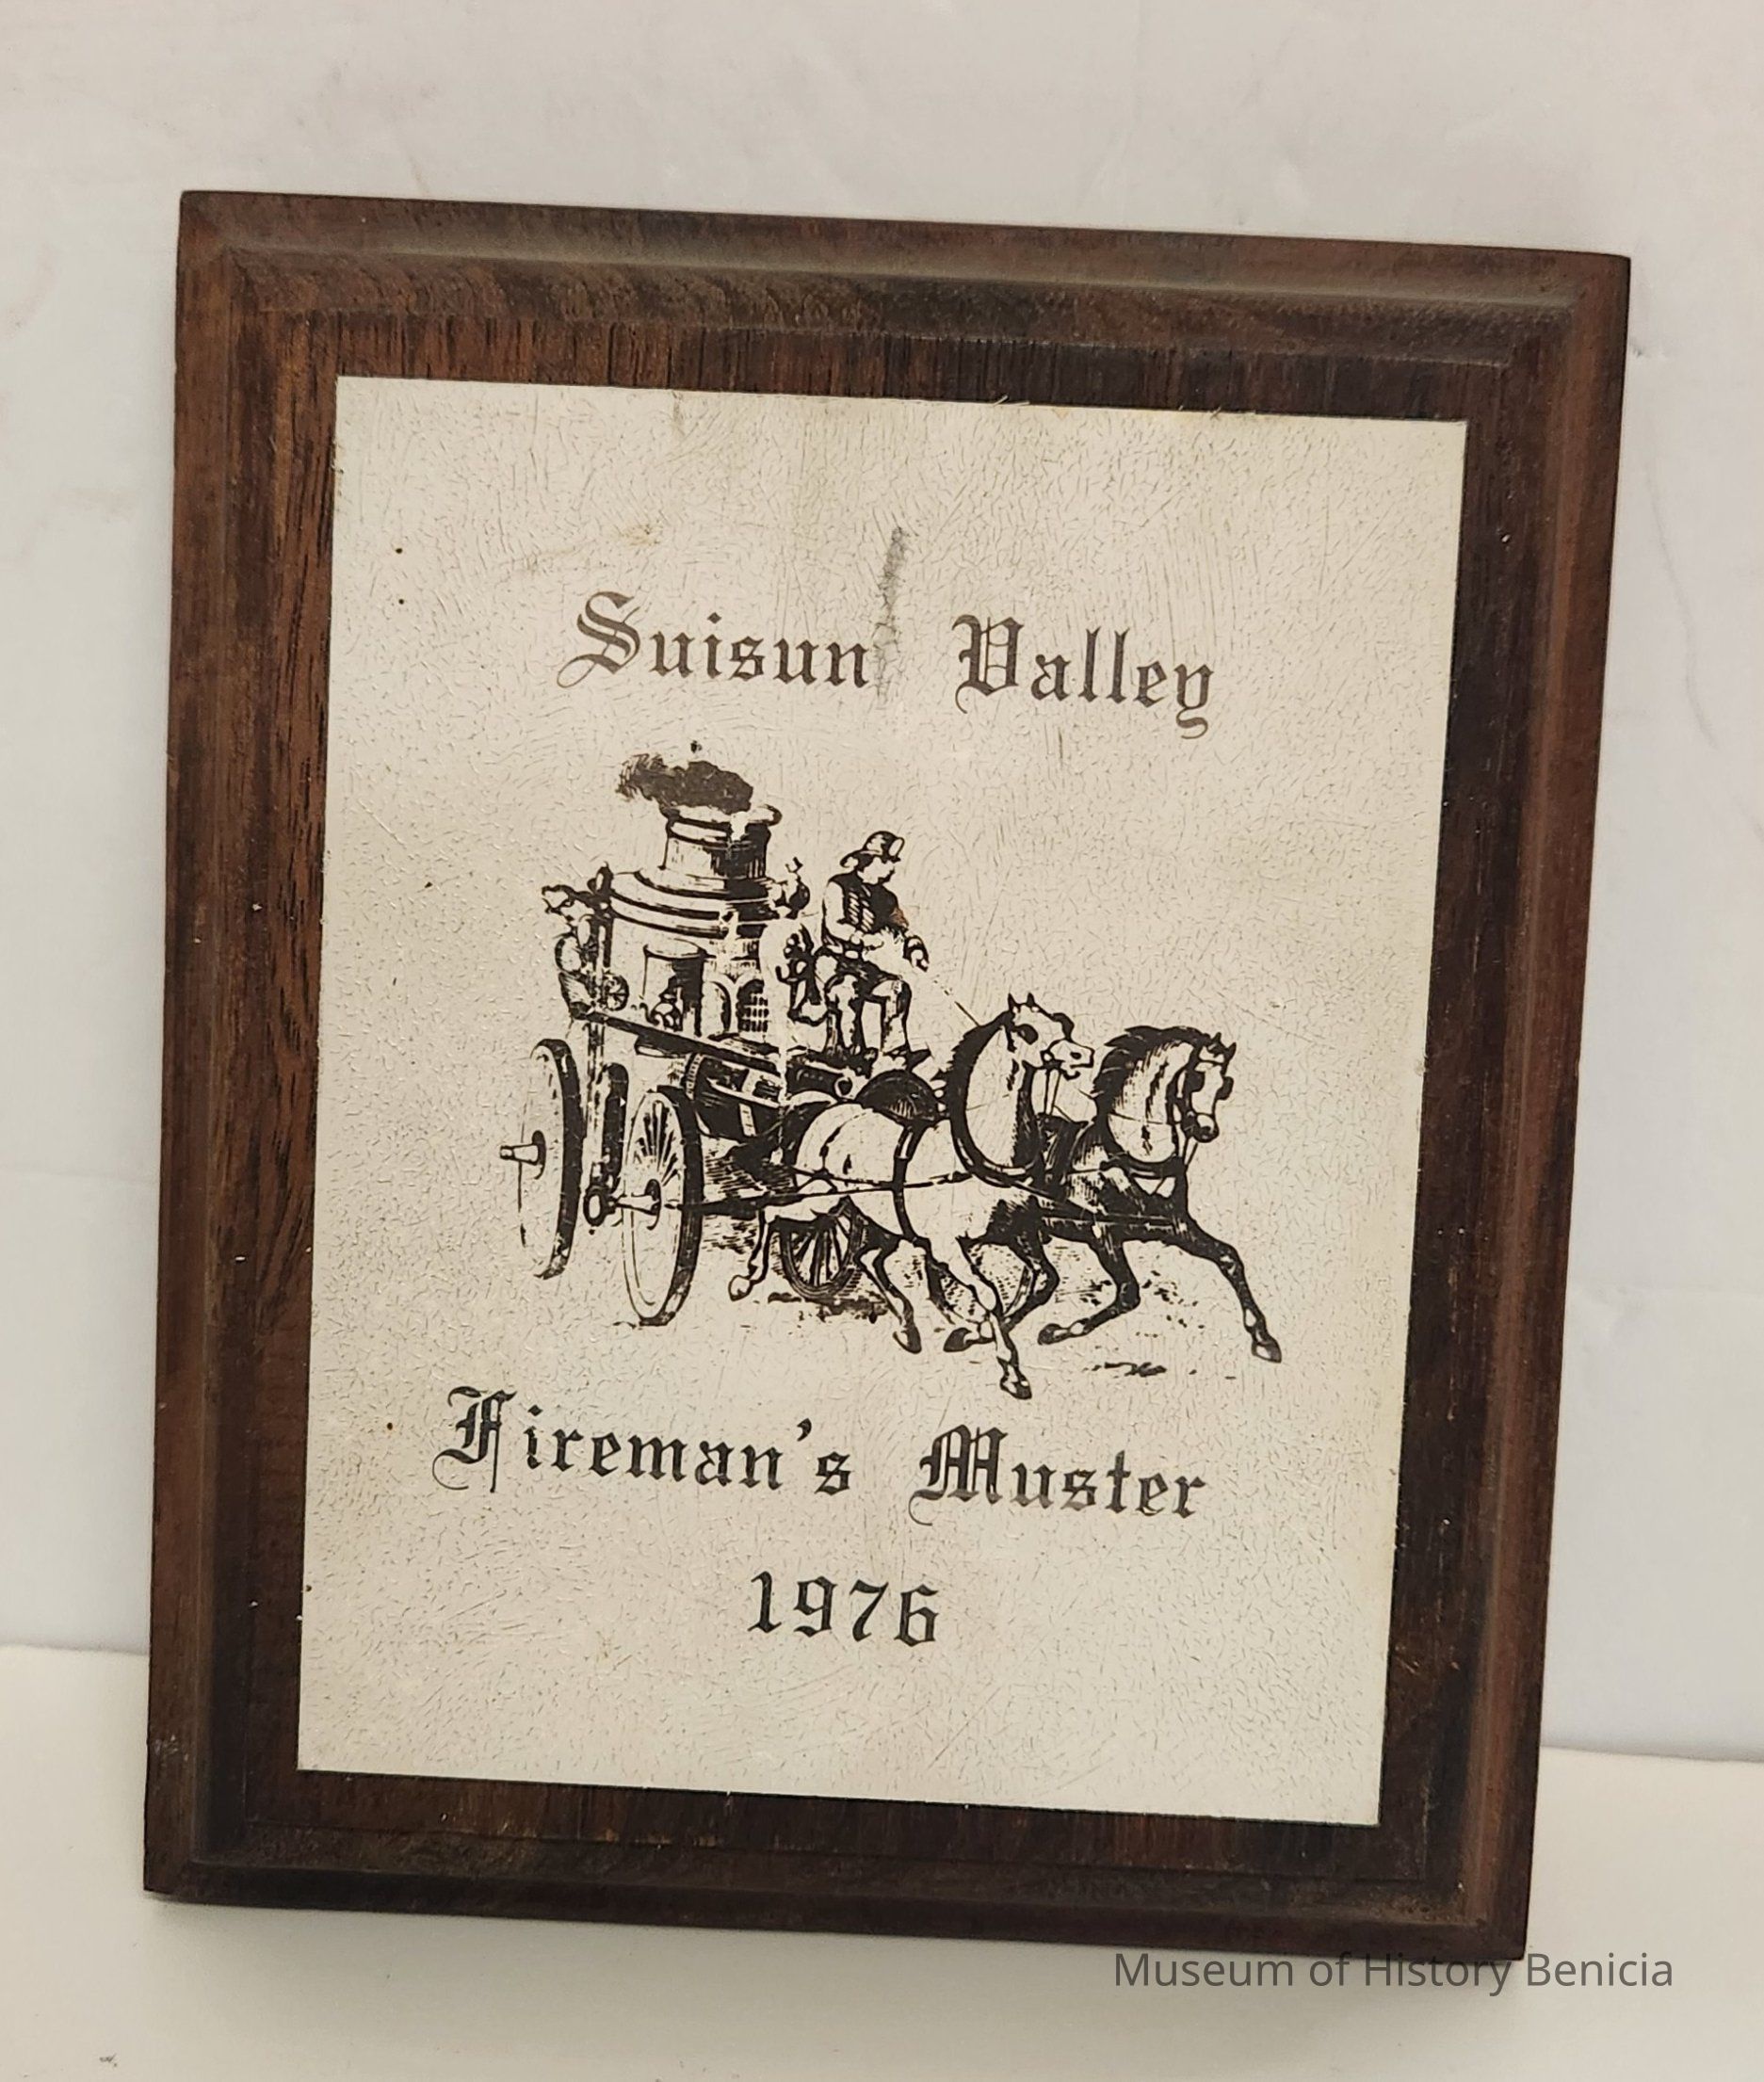 Suisun Valley
Fireman's Muster
1976
Museum of History Benicia